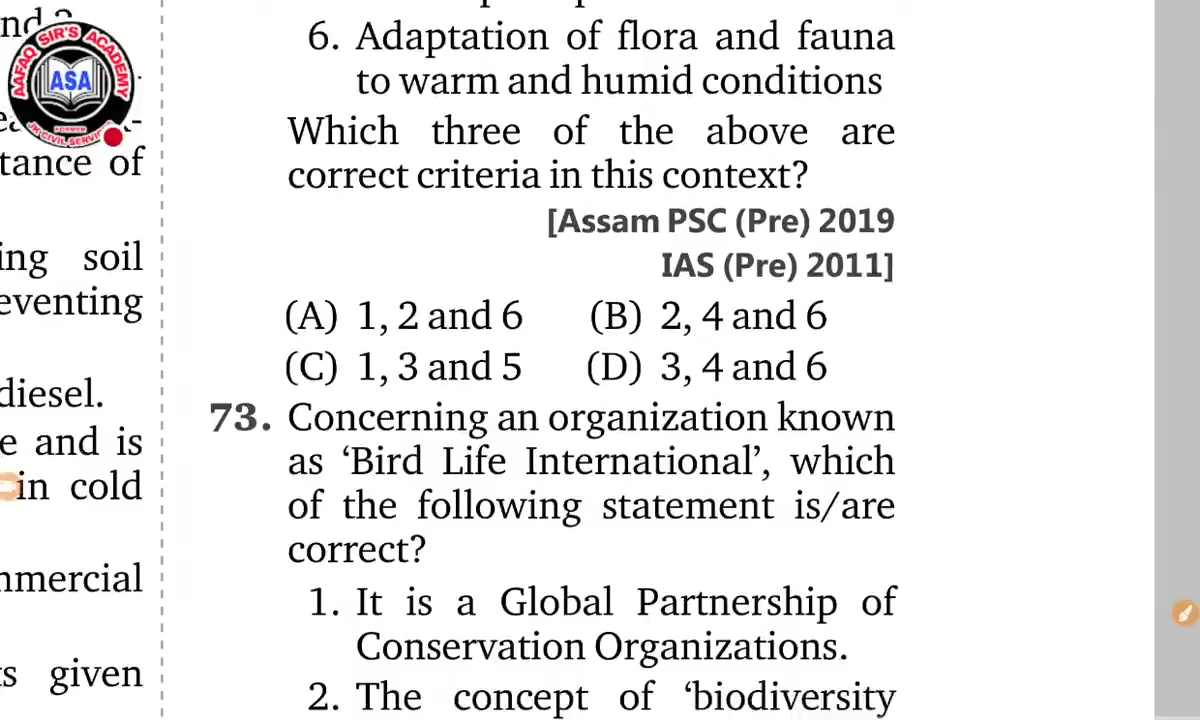 AAFAQ SIR'S ACADEMY
ASA
tance of
ing soil
eventing
diesel.
e and is
in cold
mmercial
s given
6. Adaptation of flora and fauna
to warm and humid conditions
Which three of the above are
correct criteria in this context?
[Assam PSC (Pre) 2019
IAS (Pre) 2011]
(A) 1, 2 and 6 (B) 2, 4 and 6
(C) 1, 3 and 5 (D) 3, 4 and 6
73. Concerning an organization known
as ‘Bird Life International’, which
of the following statement is/are
correct?
1. It is a Global Partnership of
Conservation Organizations.
2. The concept of ‘biodiversity